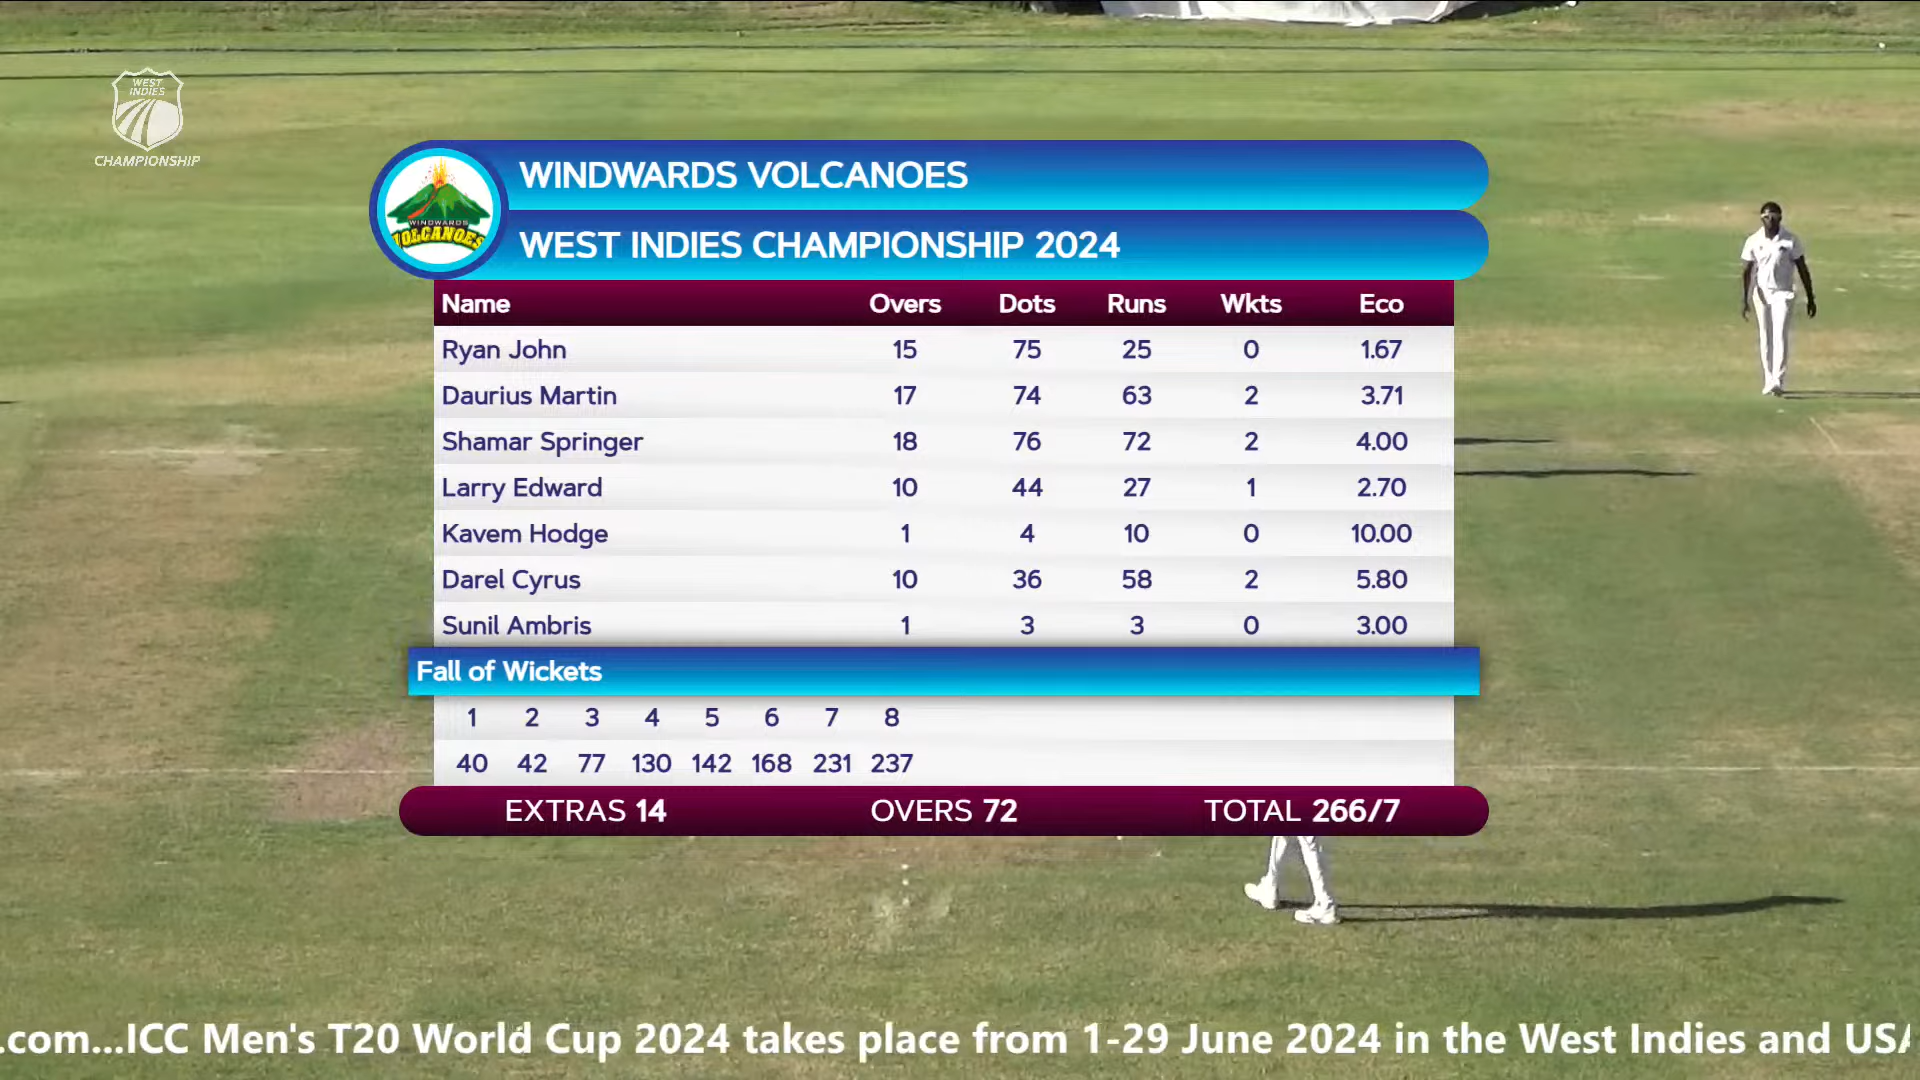 WEST
INDIES
CHAMPIONSHIP
WINDWARDS
VOLCANOES
WINDWARDS VOLCANOES
WEST INDIES CHAMPIONSHIP 2024
Name Overs Dots Runs Wkts Eco
Ryan John 15 75 25 0 1.67
Daurius Martin 17 74 63 2 3.71
Shamar Springer 18 76 72 2 4.00
Larry Edward 10 44 27 1 2.70
Kavem Hodge 1 4 10 0 10.00
Darel Cyrus 10 36 58 2 5.80
Sunil Ambris 1 3 3 0 3.00
Fall of Wickets
1 2 3 4 5 6 7 8
40 42 77 130 142 168 231 237
EXTRAS 14 OVERS 72 TOTAL 266/7
.com...ICC Men's T20 World Cup 2024 takes place from 1-29 June 2024 in the West Indies and USA